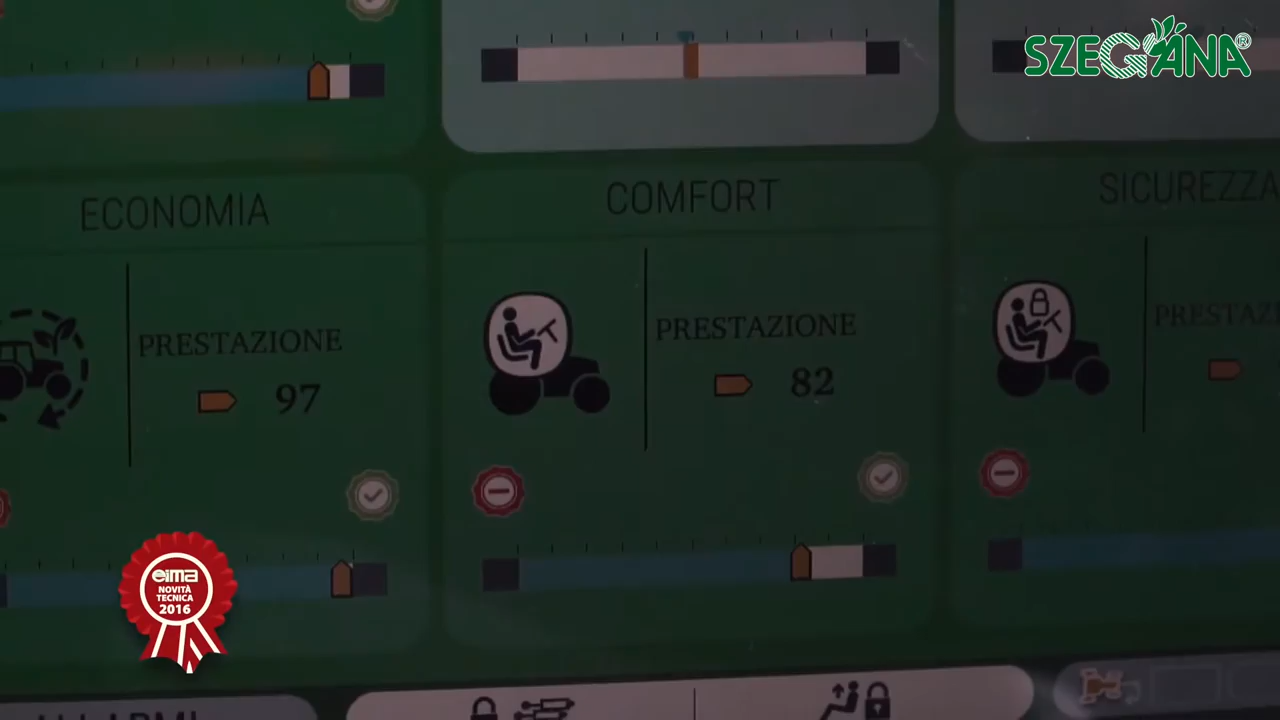 SZEGÁNA®
ECONOMIA
COMFORT
SICUREZZA
PRESTAZIONE
PRESTAZIONE
97
82
eima
NOVITÀ
TECNICA
2016